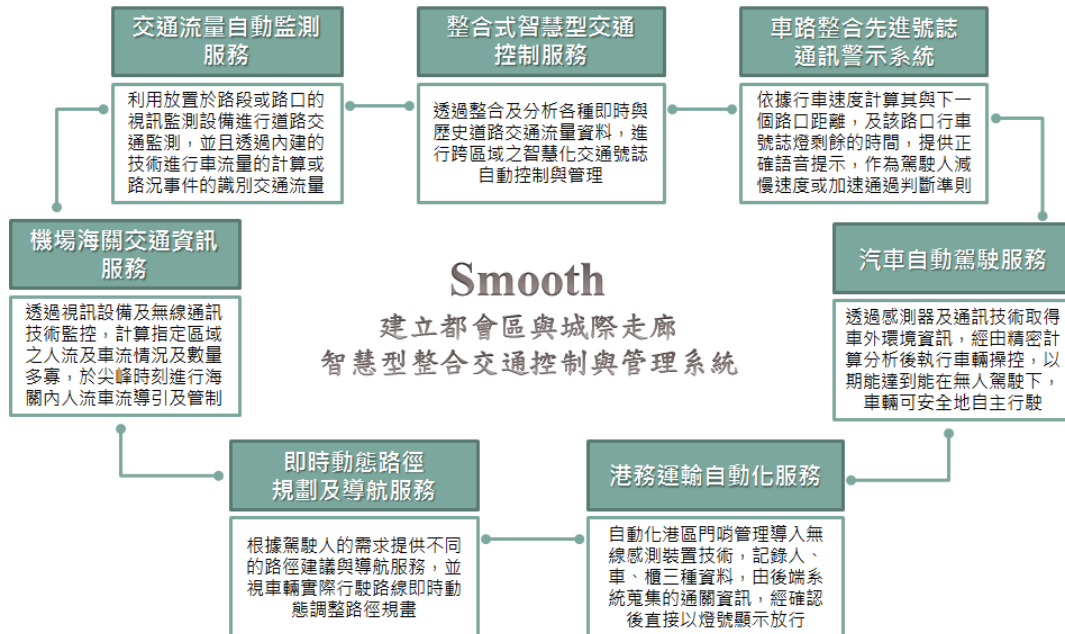 交通流量自動監測
服務
利用放置於路段或路口的
視訊監測設備進行道路交
通監測，並且透過內建的
技術進行車流量的計算或
路況事件的識別交通流量
整合式智慧型交通
控制服務
透過整合及分析各種即時與
歷史道路交通流量資料，進
行跨區域之智慧化交通號誌
自動控制與管理
車路整合先進號誌
通訊警示系統
依據行車速度計算其與下一
個路口距離，及該路口行車
號誌燈剩餘的時間，提供正
確語音提示，作為駕駛人減
慢速度或加速通過判斷準則
機場海關交通資訊
服務
透過視訊設備及無線通訊
技術監控，計算指定區域
之人流及車流情況及數量
多寡，於尖峰時刻進行海
關內人流車流導引及管制
Smooth
建立都會區與城際走廊
智慧型整合交通控制與管理系統
汽車自動駕駛服務
透過感測器及通訊技術取得
車外環境資訊，經由精密計
算分析後執行車輛操控，以
期能達到能在無人駕駛下，
車輛可安全地自主行駛
即時動態路徑
規劃及導航服務
根據駕駛人的需求提供不同
的路徑建議與導航服務，並
視車輛實際行駛路線即時動
態調整路徑規畫
港務運輸自動化服務
自動化港區門哨管理導入無
線感測裝置技術，記錄人、
車、櫃三種資料，由後端系
統蒐集的通關資訊，經確認
後直接以燈號顯示放行